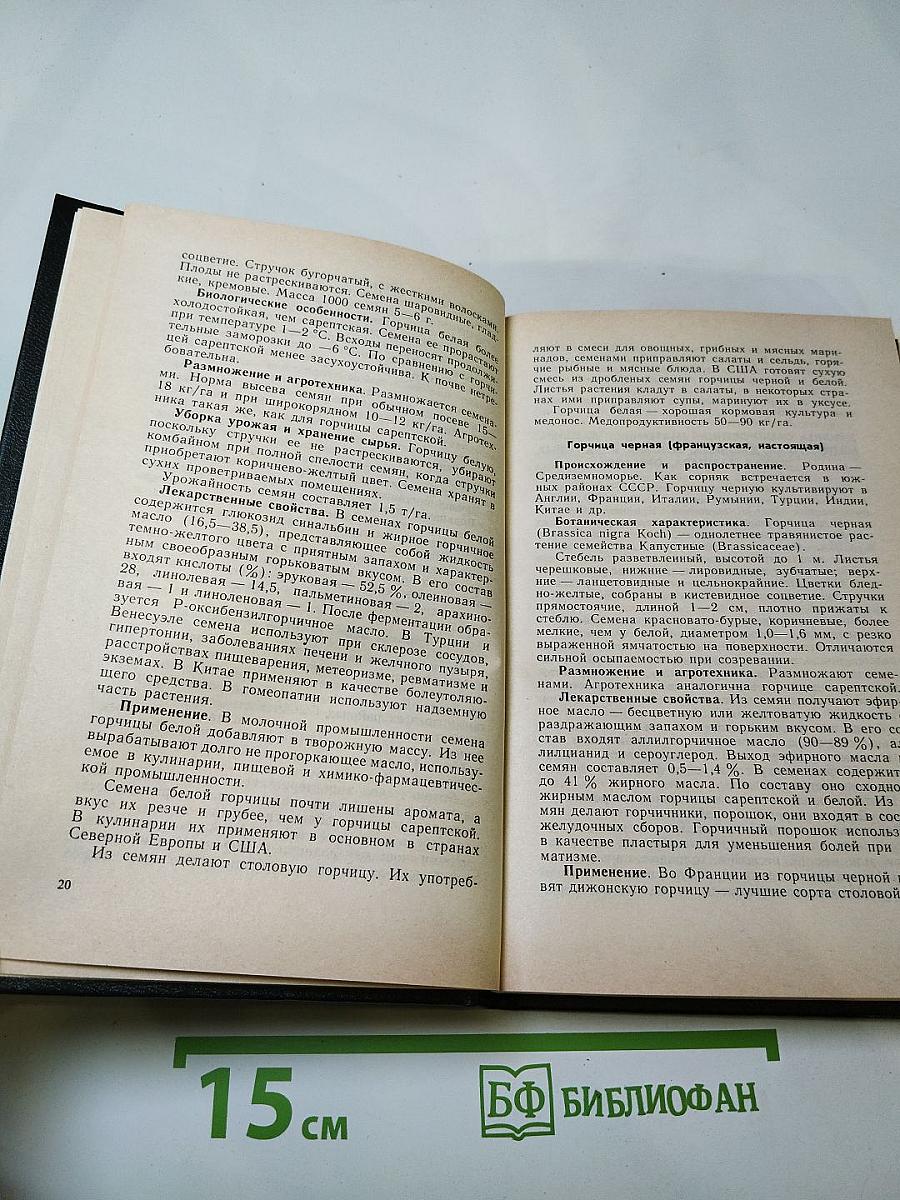 соцветие. Стручок бугорчатый, с жесткими волосками.
Плоды не растрескиваются. Семена шаровидные, глад-
кие, кремовые. Масса 1000 семян 5—6 г.
Биологические особенности. Горчица белая более
холодостойкая, чем сарептская. Семена ее прорастают
при температуре 1—2 °С. Всходы переносят продолжи-
тельные заморозки до —6 °С. По сравнению с горчи-
цей сарептской менее засухоустойчива. К почве нетре-
бовательна.
Размножение и агротехника. Размножается семена-
ми. Норма высева семян при обычном посеве 15—
18 кг/га и при широкорядном 10—12 кг/га. Агротех-
ника такая же, как для горчицы сарептской.
Уборка урожая и хранение сырья. Горчицу белую,
поскольку стручки ее не растрескиваются, убирают
комбайном при полной спелости семян, когда стручки
приобретают коричнево-желтый цвет. Семена хранят в
сухих проветриваемых помещениях.
Урожайность семян составляет 1,5 т/га.
Лекарственные свойства. В семенах горчицы белой
содержится глюкозид синальбин и жирное горчичное
масло (16,5—38,5), представляющее собой жидкость
темно-желтого цвета с приятным запахом и характер-
ным своеобразным горьковатым вкусом. В его состав
входят кислоты (%): эруковая — 52,5 %, олеиновая —
28, линолевая — 14,5, пальметиновая — 2, арахино-
вая — 1 и линоленовая — 1. После ферментации обра-
зуется Р-оксибензилгорчичное масло. В Турции и
Венесуэле семена используют при склерозе сосудов,
гипертонии, заболеваниях печени и желчного пузыря,
расстройствах пищеварения, метеоризме, ревматизме и
экземах. В Китае применяют в качестве болеутоляю-
щего средства. В гомеопатии используют надземную
часть растения.
Применение. В молочной промышленности семена
горчицы белой добавляют в творожную массу. Из нее
вырабатывают долго не прогоркающее масло, использу-
емое в кулинарии, пищевой и химико-фармацевтичес-
кой промышленности.
Семена белой горчицы почти лишены аромата, а
вкус их резче и грубее, чем у горчицы сарептской.
В кулинарии их применяют в основном в странах
Северной Европы и США.
Из семян делают столовую горчицу. Их употреб-
20
ляют в смеси для овощных, грибных и мясных мари-
надов, семенами приправляют салаты и сельдь, горя-
чие рыбные и мясные блюда. В США готовят сухую
смесь из дробленых семян горчицы черной и белой.
Листья растения кладут в салаты, в некоторых стра-
нах ими приправляют супы, маринуют их в уксусе.
Горчица белая — хорошая кормовая культура и
медонос. Медопродуктивность 50—90 кг/га.
Горчица черная (французская, настоящая)
Происхождение и распространение. Родина —
Средиземноморье. Как сорняк встречается в юж-
ных районах СССР. Горчицу черную культивируют в
Англии, Франции, Италии, Румынии, Турции, Индии,
Китае и др.
Ботаническая характеристика. Горчица черная
(Brassica nigra Koch) — однолетнее травянистое рас-
тение семейства Капустные (Brassicaceae).
Стебель разветвленный, высотой до 1 м. Листья
черешковые, нижние — лировидные, зубчатые; верх-
ние — ланцетовидные и цельнокрайние. Цветки блед-
но-желтые, собраны в кистевидное соцветие. Стручки
прямостоячие, длиной 1—2 см, плотно прижаты к
стеблю. Семена красновато-бурые, коричневые, более
мелкие, чем у белой, диаметром 1,0—1,6 мм, с резко
выраженной ямчатостью на поверхности. Отличаются
сильной осыпаемостью при созревании.
Размножение и агротехника. Размножают семе-
нами. Агротехника аналогична горчице сарептской.
Лекарственные свойства. Из семян получают эфир-
ное масло — бесцветную или желтоватую жидкость с
раздражающим запахом и горьким вкусом. В его со-
став входят аллилгорчичное масло (90—89 %), ал-
лилцианид и сероуглерод. Выход эфирного масла
семян составляет 0,5—1,4 %. В семенах содержит
до 41 % жирного масла. По составу оно сходно
жирным маслом горчицы сарептской и белой. Из
мян делают горчичники, порошок, они входят в сос
желудочных сборов. Горчичный порошок использ
в качестве пластыря для уменьшения болей при
матизме.
Применение. Во Франции из горчицы черной
вят дижонскую горчицу — лучшие сорта столовой
15 см
БФ БИБЛИОФАН